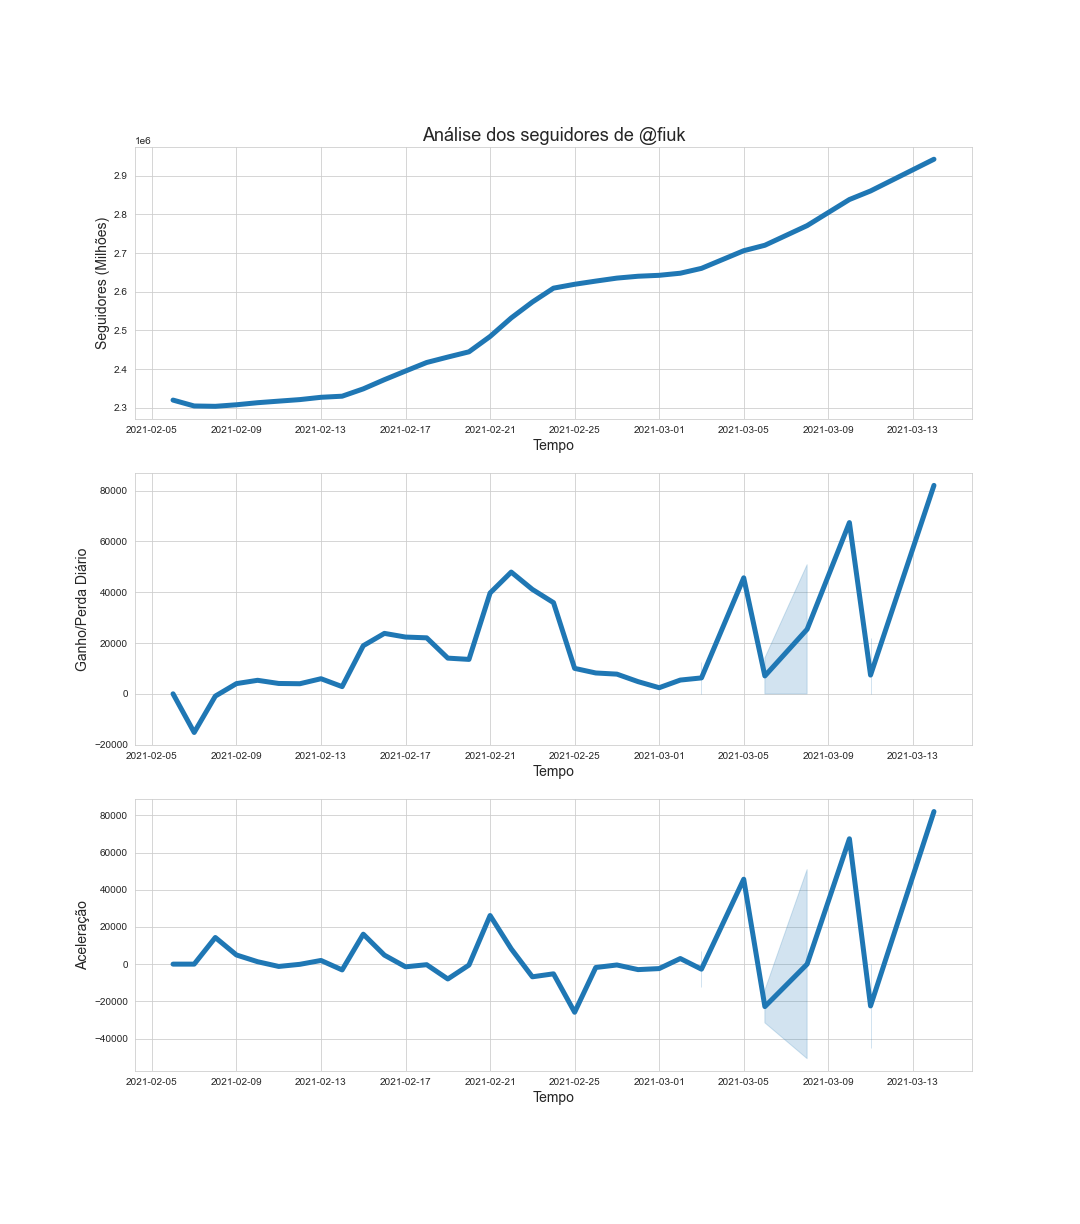 Análise dos seguidores de @fiuk
1e6
2.9
2.8
2.7
2.6
2.5
2.4
2.3
Seguidores (Milhões)
2021-02-05 2021-02-09 2021-02-13 2021-02-17 2021-02-21 2021-02-25 2021-03-01 2021-03-05 2021-03-09 2021-03-13
Tempo
80000
60000
40000
20000
0
−20000
Ganho/Perda Diário
2021-02-05 2021-02-09 2021-02-13 2021-02-17 2021-02-21 2021-02-25 2021-03-01 2021-03-05 2021-03-09 2021-03-13
Tempo
80000
60000
40000
20000
0
−20000
−40000
Aceleração
2021-02-05 2021-02-09 2021-02-13 2021-02-17 2021-02-21 2021-02-25 2021-03-01 2021-03-05 2021-03-09 2021-03-13
Tempo